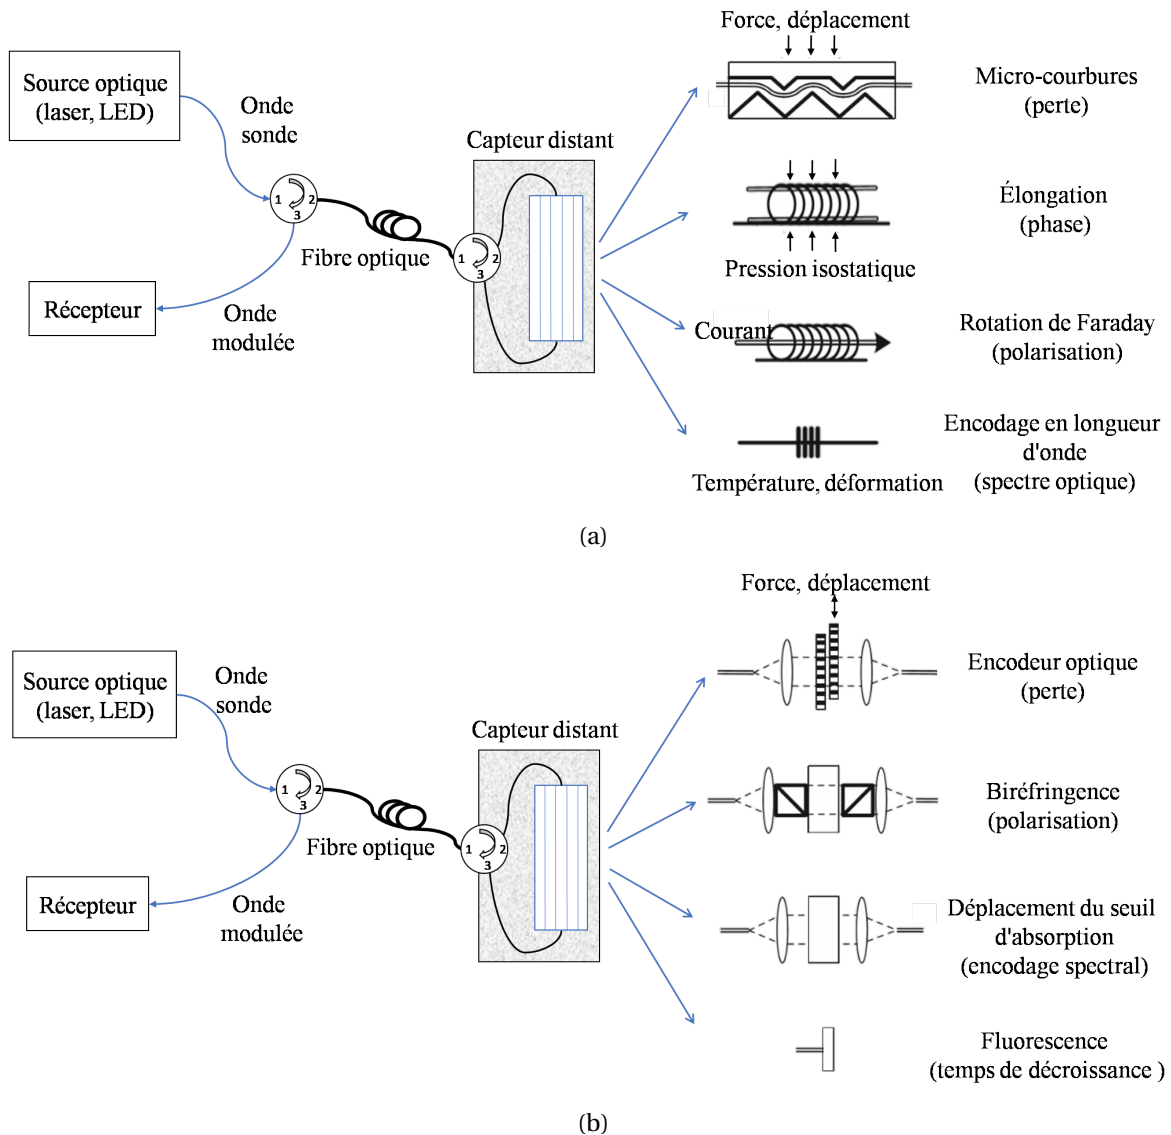 Force, déplacement
Source optique
(laser, LED)
Onde
sonde
Micro-courbures
(perte)
Capteur distant
1 2
3
Fibre optique
1 2
3
Élongation
(phase)
Pression isostatique
Récepteur
Onde
modulée
Courant
Rotation de Faraday
(polarisation)
Encodage en longueur
d'onde
(spectre optique)
Température, déformation
(a)
Force, déplacement
Source optique
(laser, LED)
Onde
sonde
Encodeur optique
(perte)
Capteur distant
1 2
3
Fibre optique
1 2
3
Biréfringence
(polarisation)
Récepteur
Onde
modulée
Déplacement du seuil
d'absorption
(encodage spectral)
Fluorescence
(temps de décroissance )
(b)